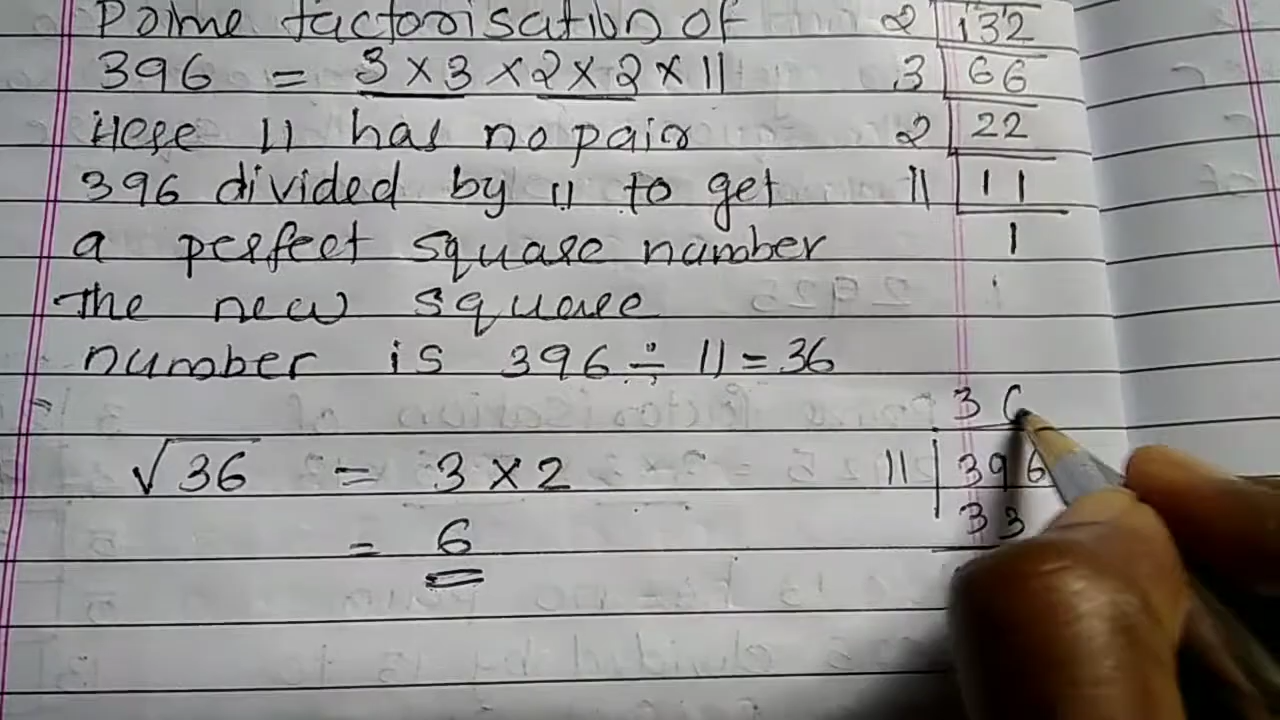 Prime factorisation of
396 = 3 × 3 × 2 × 2 × 11
Here 11 has no pair
396 divided by 11 to get
a perfect square number
The new square
number is 396 ÷ 11 = 36
√36 = 3 × 2
= 6
2 | 132
3 | 66
2 | 22
11 | 11
1
3 6
11 | 396
33